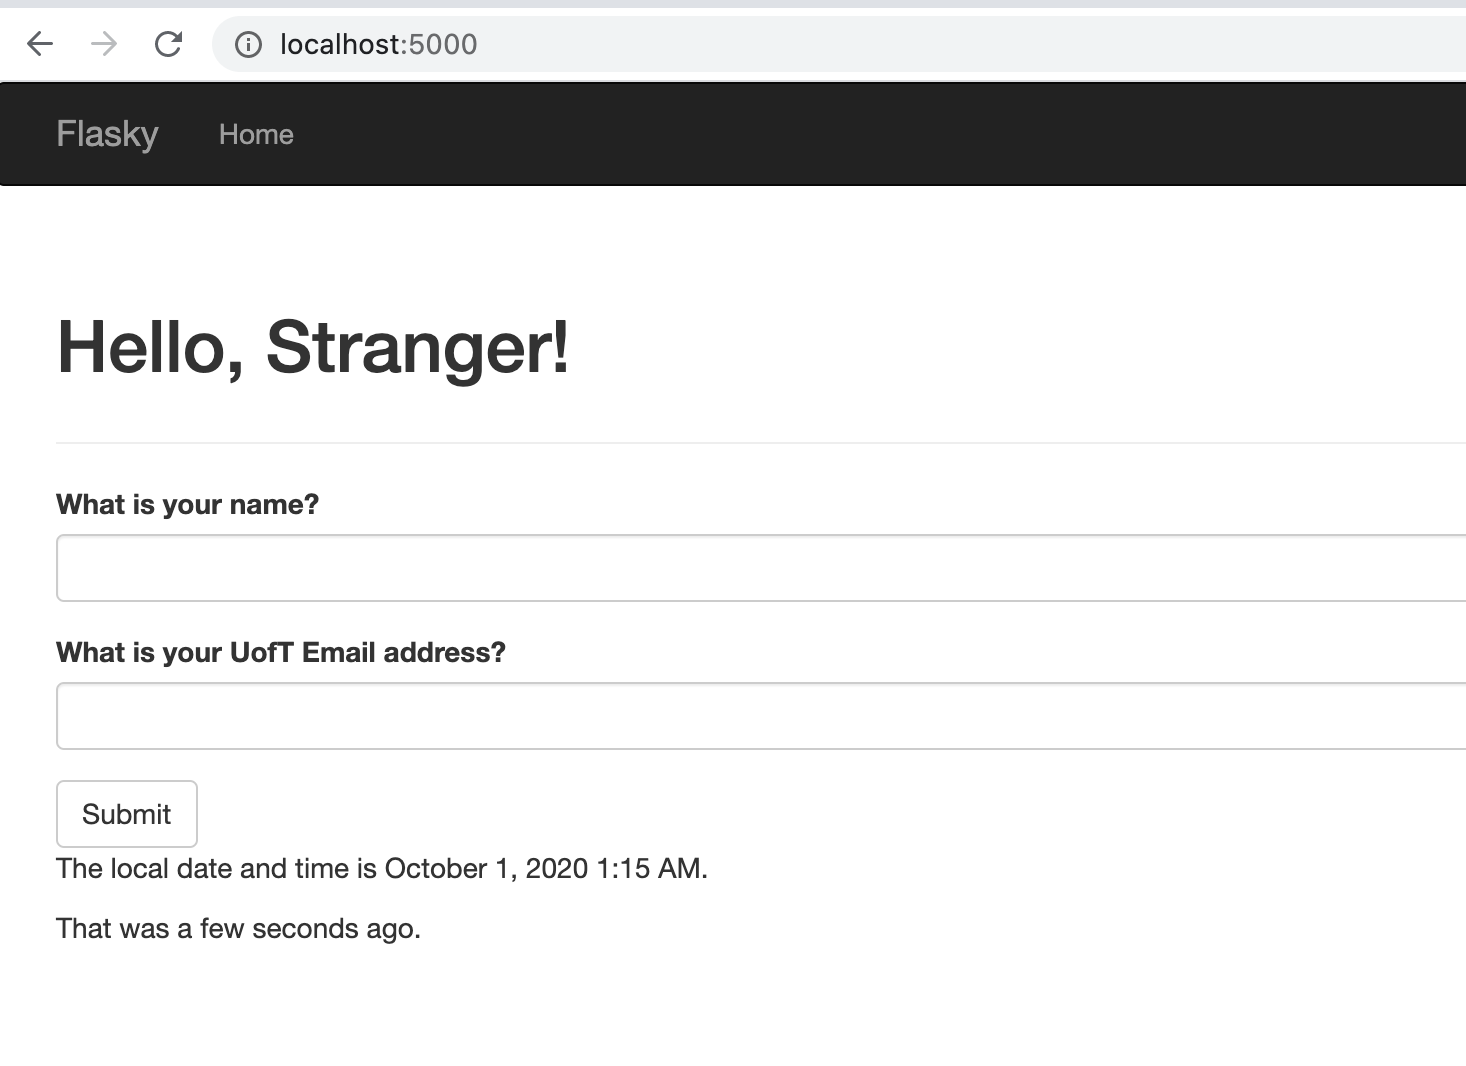 localhost:5000
Flasky Home
Hello, Stranger!
What is your name?
What is your UofT Email address?
Submit
The local date and time is October 1, 2020 1:15 AM.
That was a few seconds ago.